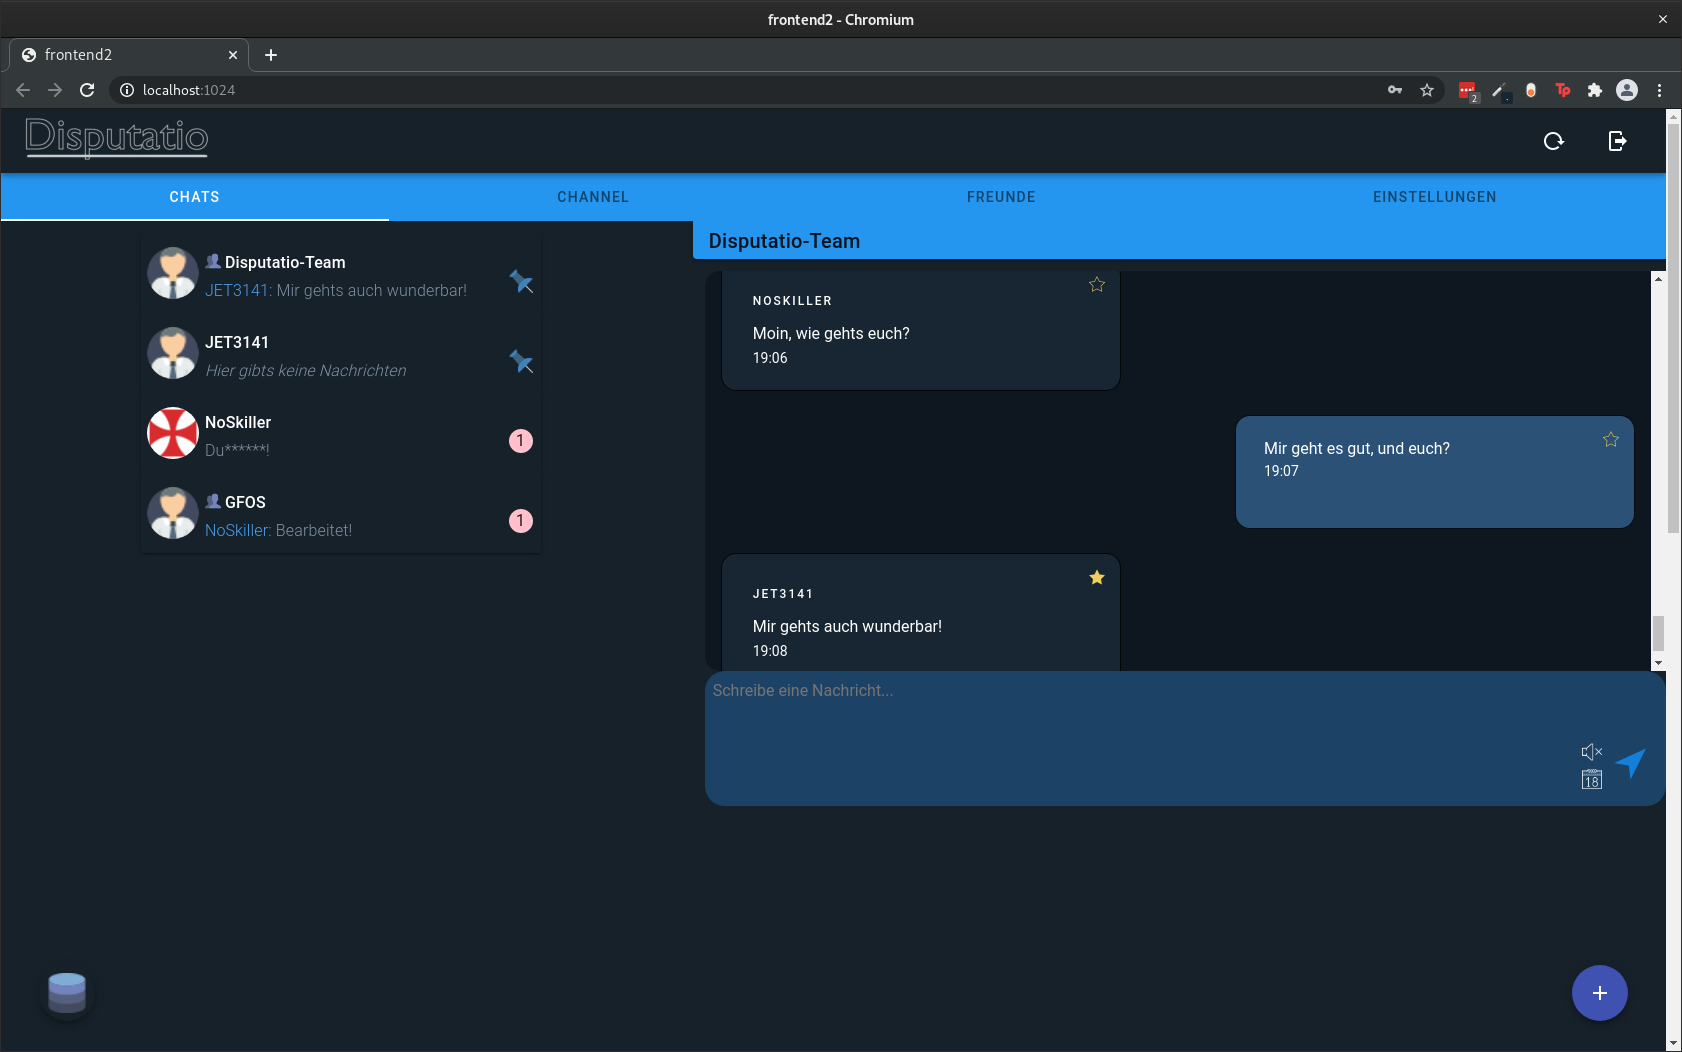 frontend2 - Chromium
frontend2
localhost:1024
2
Tp
Disputatio
CHATS
CHANNEL
FREUNDE
EINSTELLUNGEN
Disputatio-Team
JET3141: Mir gehts auch wunderbar!
JET3141
Hier gibts keine Nachrichten
NoSkiller
Du******!
1
GFOS
NoSkiller: Bearbeitet!
1
Disputatio-Team
NOSKILLER
Moin, wie gehts euch?
19:06
Mir geht es gut, und euch?
19:07
JET3141
Mir gehts auch wunderbar!
19:08
Schreibe eine Nachricht...
18